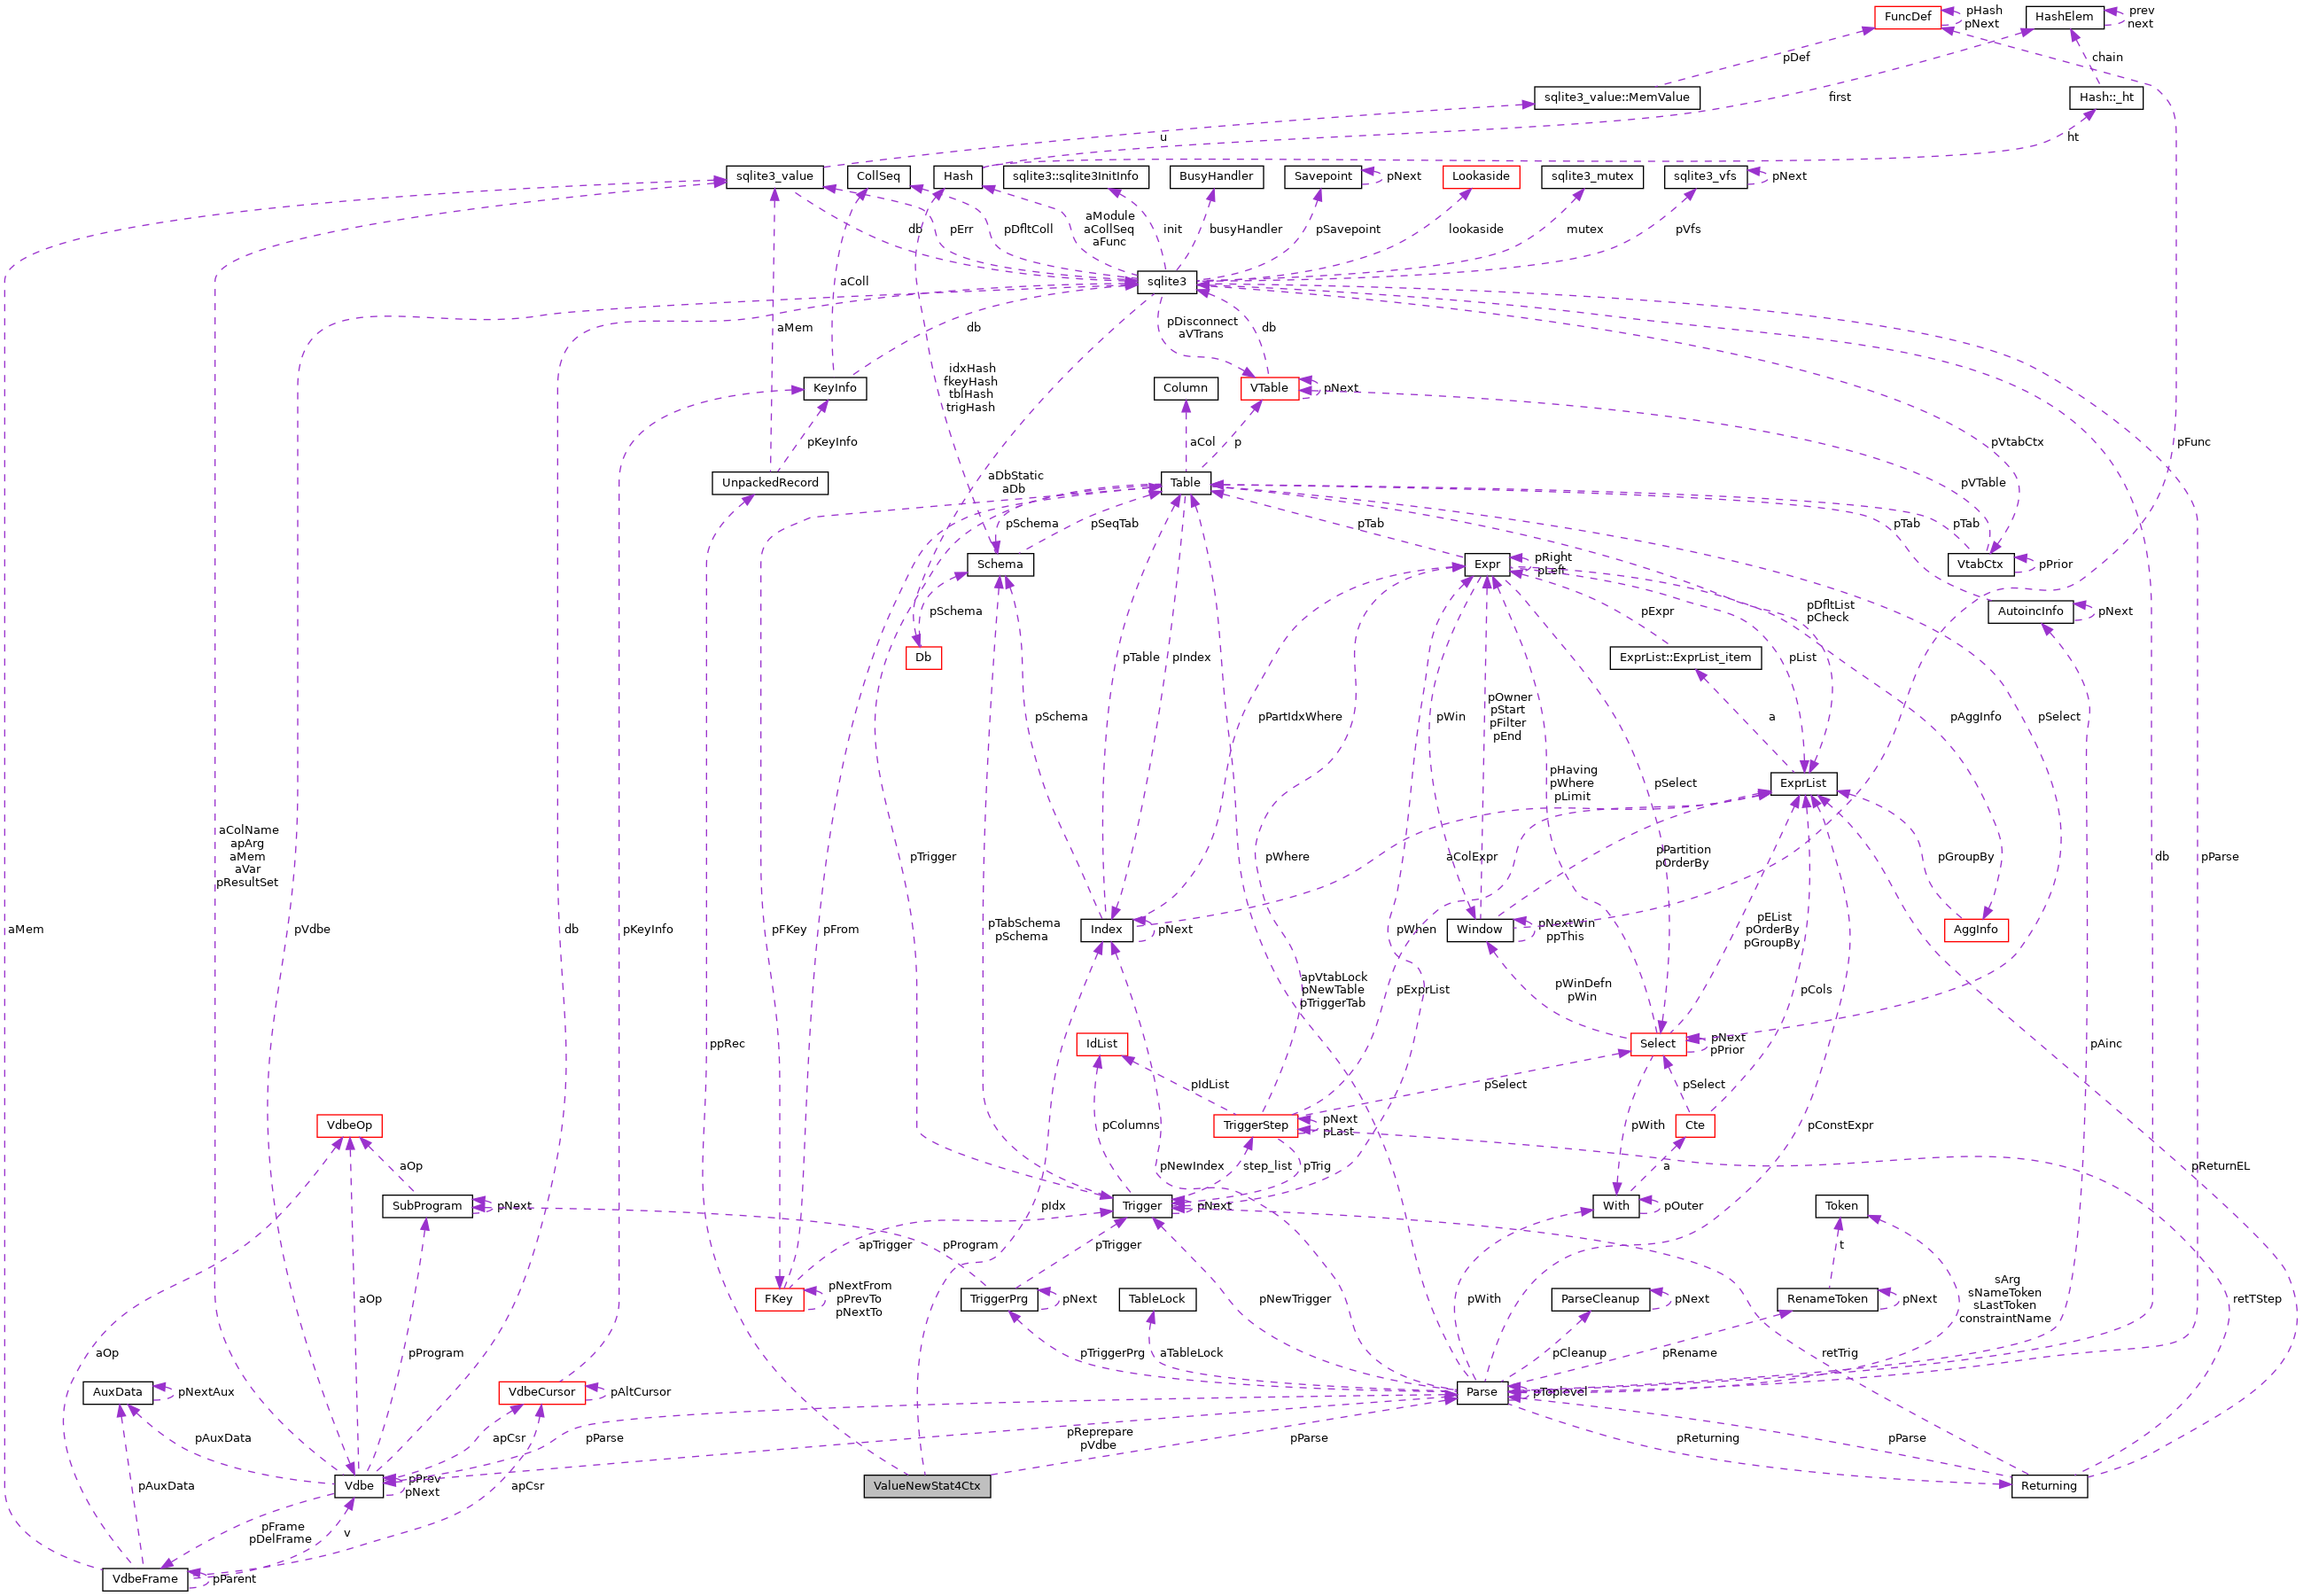 FuncDef
pHash
pNext
HashElem
prev
next
pDef
chain
sqlite3_value::MemValue
first
Hash::_ht
u
ht
sqlite3_value
CollSeq
Hash
sqlite3::sqlite3InitInfo
BusyHandler
Savepoint
pNext
Lookaside
sqlite3_mutex
sqlite3_vfs
pNext
db
pErr
pDfltColl
aModule
aCollSeq
aFunc
init
busyHandler
pSavepoint
lookaside
mutex
pVfs
sqlite3
aColl
aMem
db
pDisconnect
aVTrans
db
idxHash
fkeyHash
tblHash
trigHash
KeyInfo
Column
VTable
pNext
pKeyInfo
aCol
p
pVtabCtx
pFunc
UnpackedRecord
aDbStatic
aDb
Table
pVTable
pSchema
pSeqTab
pTab
pTab
pTab
Schema
Expr
pRight
pLeft
VtabCtx
pPrior
pSchema
pExpr
pDfltList
pCheck
AutoincInfo
pNext
Db
pTable
pIndex
ExprList::ExprList_item
pList
pSchema
pPartIdxWhere
pWin
pOwner
pStart
pFilter
pEnd
a
pAggInfo
pSelect
pHaving
pWhere
pLimit
pSelect
ExprList
aColName
apArg
aMem
aVar
pResultSet
pTrigger
pWhere
aColExpr
pPartition
pOrderBy
pGroupBy
db
pParse
aMem
pVdbe
db
pKeyInfo
pFKey
pFrom
pTabSchema
pSchema
Index
pNext
pWhen
Window
pNextWin
ppThis
pEList
pOrderBy
pGroupBy
AggInfo
apVtabLock
pNewTable
pTriggerTab
pExprList
pWinDefn
pWin
pCols
ppRec
IdList
Select
pNext
pPrior
pAinc
pIdList
pSelect
pSelect
VdbeOp
pColumns
TriggerStep
pNext
pLast
pWith
Cte
pConstExpr
aOp
pNewIndex
step_list
pTrig
a
pReturnEL
SubProgram
pNext
pIdx
Trigger
pNext
With
pOuter
Token
apTrigger
pProgram
pTrigger
t
FKey
pNextFrom
pPrevTo
pNextTo
TriggerPrg
pNext
TableLock
pNewTrigger
pWith
ParseCleanup
pNext
RenameToken
pNext
sArg
sNameToken
sLastToken
constraintName
retTStep
aOp
aOp
pProgram
pTriggerPrg
aTableLock
pCleanup
pRename
retTrig
AuxData
pNextAux
VdbeCursor
pAltCursor
Parse
pToplevel
pAuxData
apCsr
pParse
pReprepare
pVdbe
pParse
pReturning
pParse
pAuxData
Vdbe
pPrev
pNext
apCsr
ValueNewStat4Ctx
Returning
pFrame
pDelFrame
v
VdbeFrame
pParent